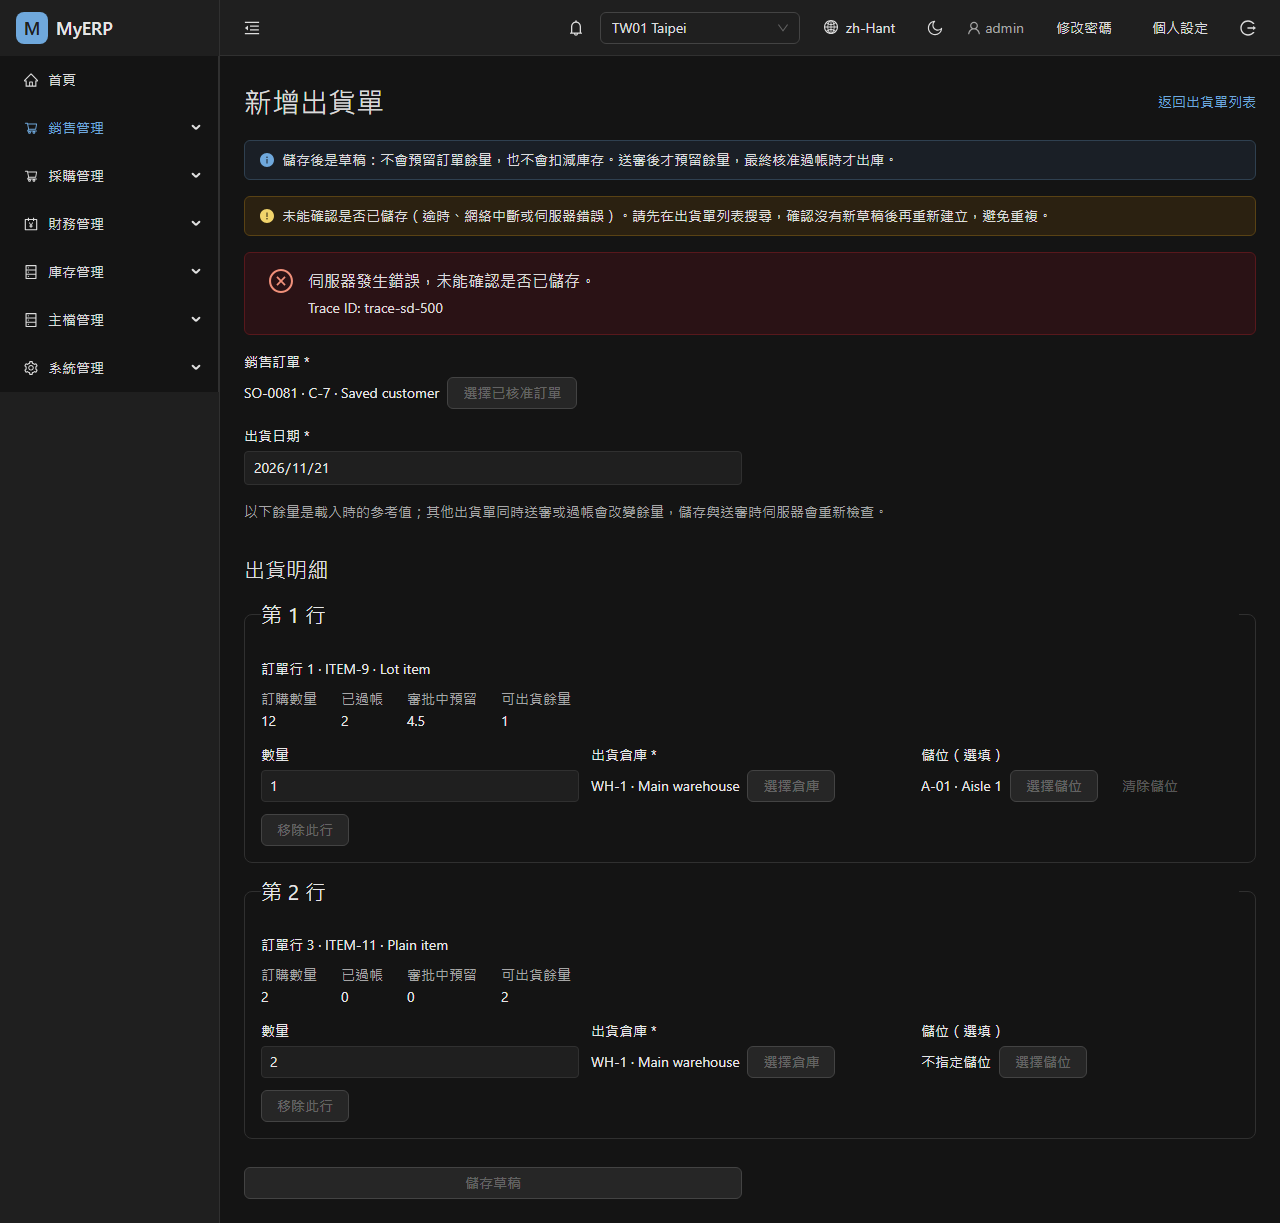 M MyERP
TW01 Taipei
zh-Hant
admin
修改密碼
個人設定
首頁
銷售管理
採購管理
財務管理
庫存管理
主檔管理
系統管理
新增出貨單
返回出貨單列表
儲存後是草稿：不會預留訂單餘量，也不會扣減庫存。送審後才預留餘量，最終核准過帳時才出庫。
未能確認是否已儲存（逾時、網絡中斷或伺服器錯誤）。請先在出貨單列表搜尋，確認沒有新草稿後再重新建立，避免重複。
伺服器發生錯誤，未能確認是否已儲存。
Trace ID: trace-sd-500
銷售訂單 *
SO-0081 · C-7 · Saved customer 選擇已核准訂單
出貨日期 *
2026/11/21
以下餘量是載入時的參考值；其他出貨單同時送審或過帳會改變餘量，儲存與送審時伺服器會重新檢查。
出貨明細
第 1 行
訂單行 1 · ITEM-9 · Lot item
訂購數量 已過帳 審批中預留 可出貨餘量
12 2 4.5 1
數量 出貨倉庫 * 儲位（選填）
1 WH-1 · Main warehouse 選擇倉庫 A-01 · Aisle 1 選擇儲位 清除儲位
移除此行
第 2 行
訂單行 3 · ITEM-11 · Plain item
訂購數量 已過帳 審批中預留 可出貨餘量
2 0 0 2
數量 出貨倉庫 * 儲位（選填）
2 WH-1 · Main warehouse 選擇倉庫 不指定儲位 選擇儲位
移除此行
儲存草稿